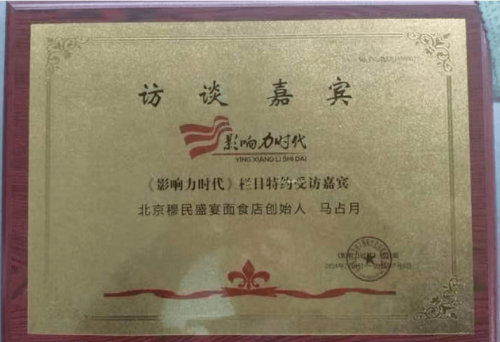 访谈嘉宾
影响力时代
YING XIANG LI SHI DAI
《影响力时代》栏目特约受访嘉宾
北京穆民盛宴面食店创始人 马占月